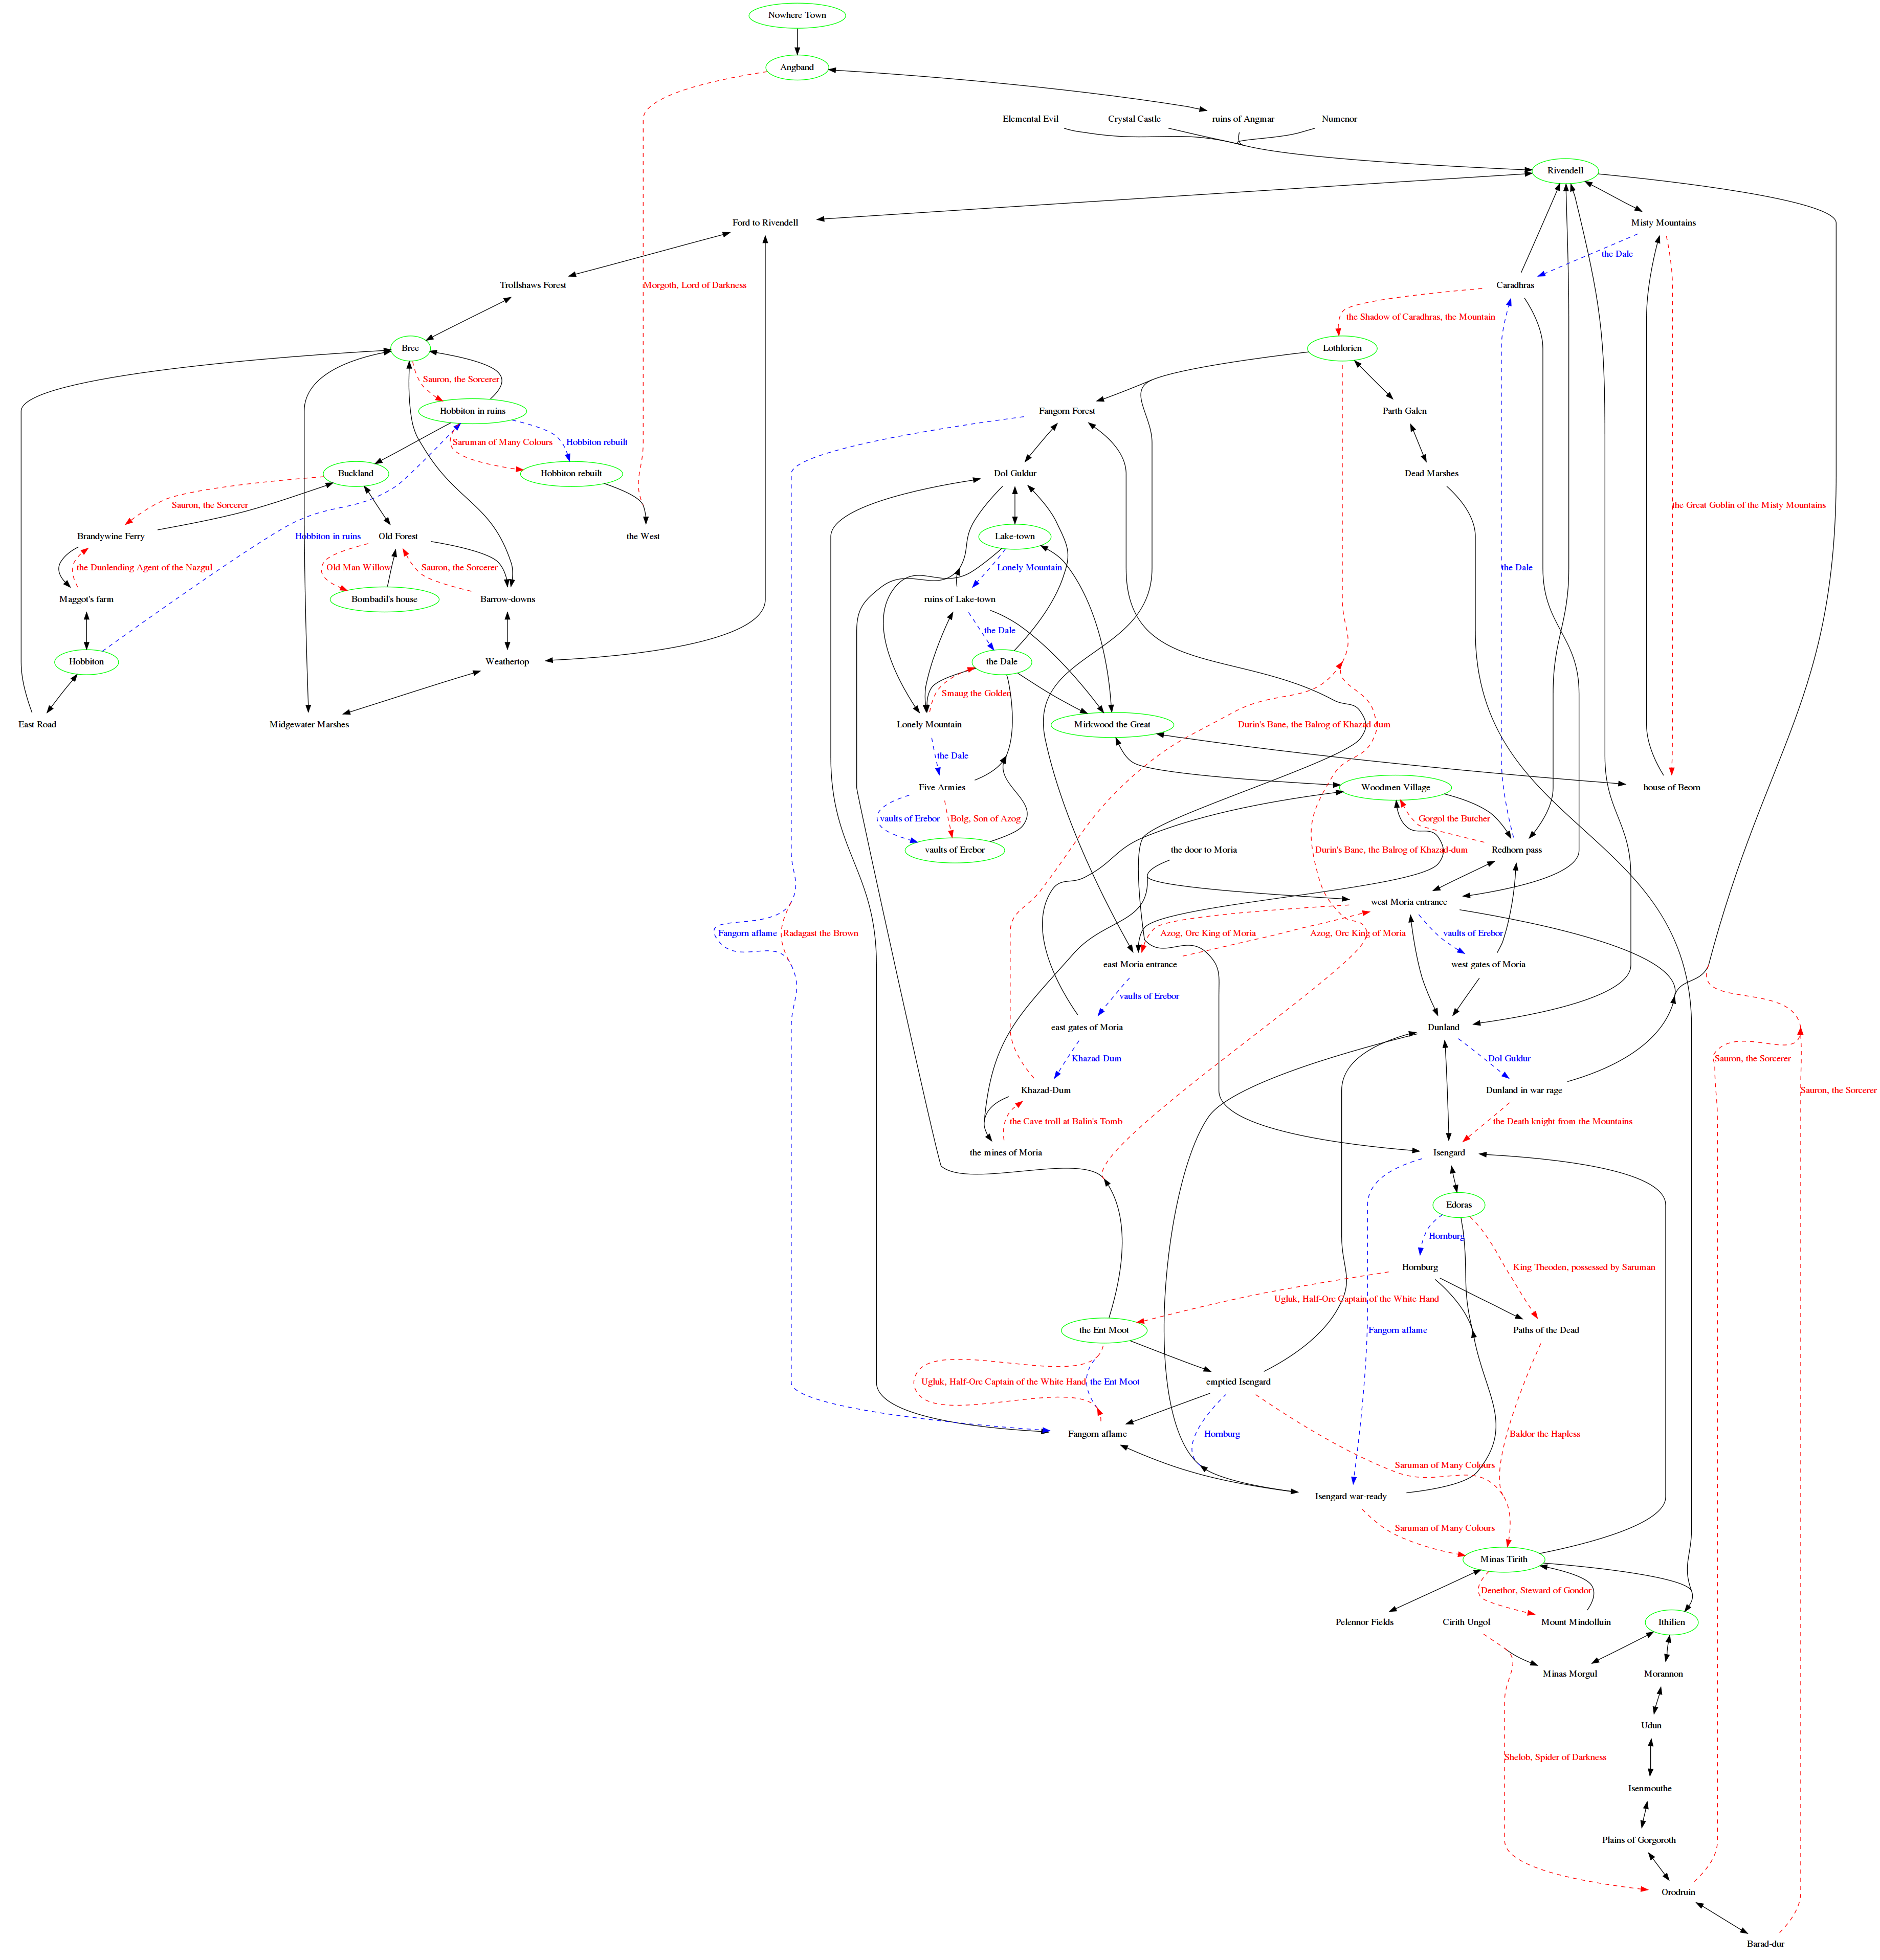 Nowhere Town
Angband
Elemental Evil
Crystal Castle
ruins of Angmar
Numenor
Rivendell
Ford to Rivendell
Misty Mountains
the Dale
Trollshaws Forest
Morgoth, Lord of Darkness
Caradhras
the Shadow of Caradhras, the Mountain
Bree
Lothlorien
Sauron, the Sorcerer
Hobbiton in ruins
Fangorn Forest
Parth Galen
Saruman of Many Colours
Hobbiton rebuilt
Buckland
Hobbiton rebuilt
Dol Guldur
Dead Marshes
Sauron, the Sorcerer
the Great Goblin of the Misty Mountains
Brandywine Ferry
Hobbiton in ruins
Old Forest
the West
Lake-town
the Dunlending Agent of the Nazgul
Old Man Willow
Sauron, the Sorcerer
Lonely Mountain
the Dale
Maggot's farm
Bombadil's house
Barrow-downs
ruins of Lake-town
the Dale
Hobbiton
Weathertop
the Dale
Smaug the Golden
East Road
Midgewater Marshes
Lonely Mountain
Mirkwood the Great
Durin's Bane, the Balrog of Khazad-dum
the Dale
Five Armies
Woodmen Village
house of Beorn
vaults of Erebor
Bolg, Son of Azog
Gorgol the Butcher
vaults of Erebor
the door to Moria
Durin's Bane, the Balrog of Khazad-dum
Redhorn pass
west Moria entrance
Fangorn aflame
Radagast the Brown
Azog, Orc King of Moria
Azog, Orc King of Moria
vaults of Erebor
east Moria entrance
west gates of Moria
vaults of Erebor
east gates of Moria
Dunland
Khazad-Dum
Dol Guldur
Sauron, the Sorcerer
Khazad-Dum
Dunland in war rage
Sauron, the Sorcerer
the Cave troll at Balin's Tomb
the Death knight from the Mountains
the mines of Moria
Isengard
Edoras
Hornburg
Hornburg
King Theoden, possessed by Saruman
Ugluk, Half-Orc Captain of the White Hand
the Ent Moot
Fangorn aflame
Paths of the Dead
Ugluk, Half-Orc Captain of the White Hand
the Ent Moot
emptied Isengard
Fangorn aflame
Hornburg
Baldor the Hapless
Saruman of Many Colours
Isengard war-ready
Saruman of Many Colours
Minas Tirith
Denethor, Steward of Gondor
Pelennor Fields
Cirith Ungol
Mount Mindolluin
Ithilien
Minas Morgul
Morannon
Udun
Shelob, Spider of Darkness
Isenmouthe
Plains of Gorgoroth
Orodruin
Barad-dur